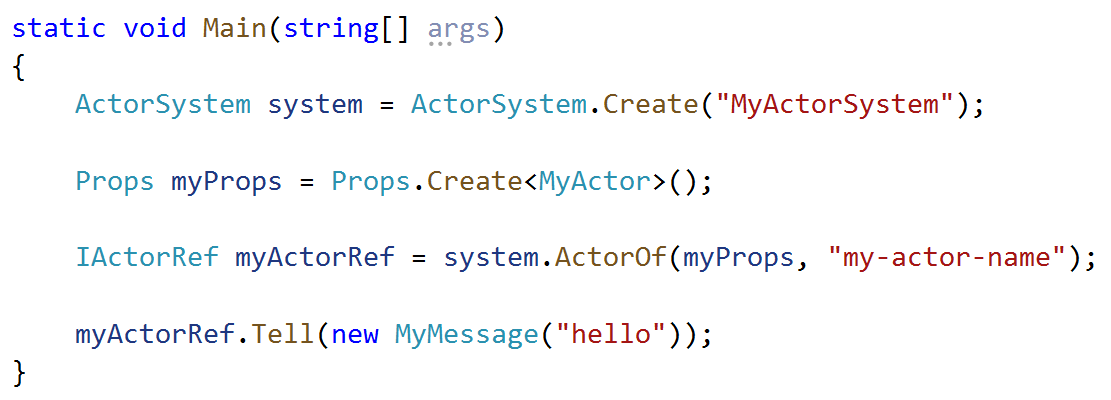 static void Main(string[] args)
{
    ActorSystem system = ActorSystem.Create("MyActorSystem");
    Props myProps = Props.Create<MyActor>();
    IActorRef myActorRef = system.ActorOf(myProps, "my-actor-name");
    myActorRef.Tell(new MyMessage("hello"));
}